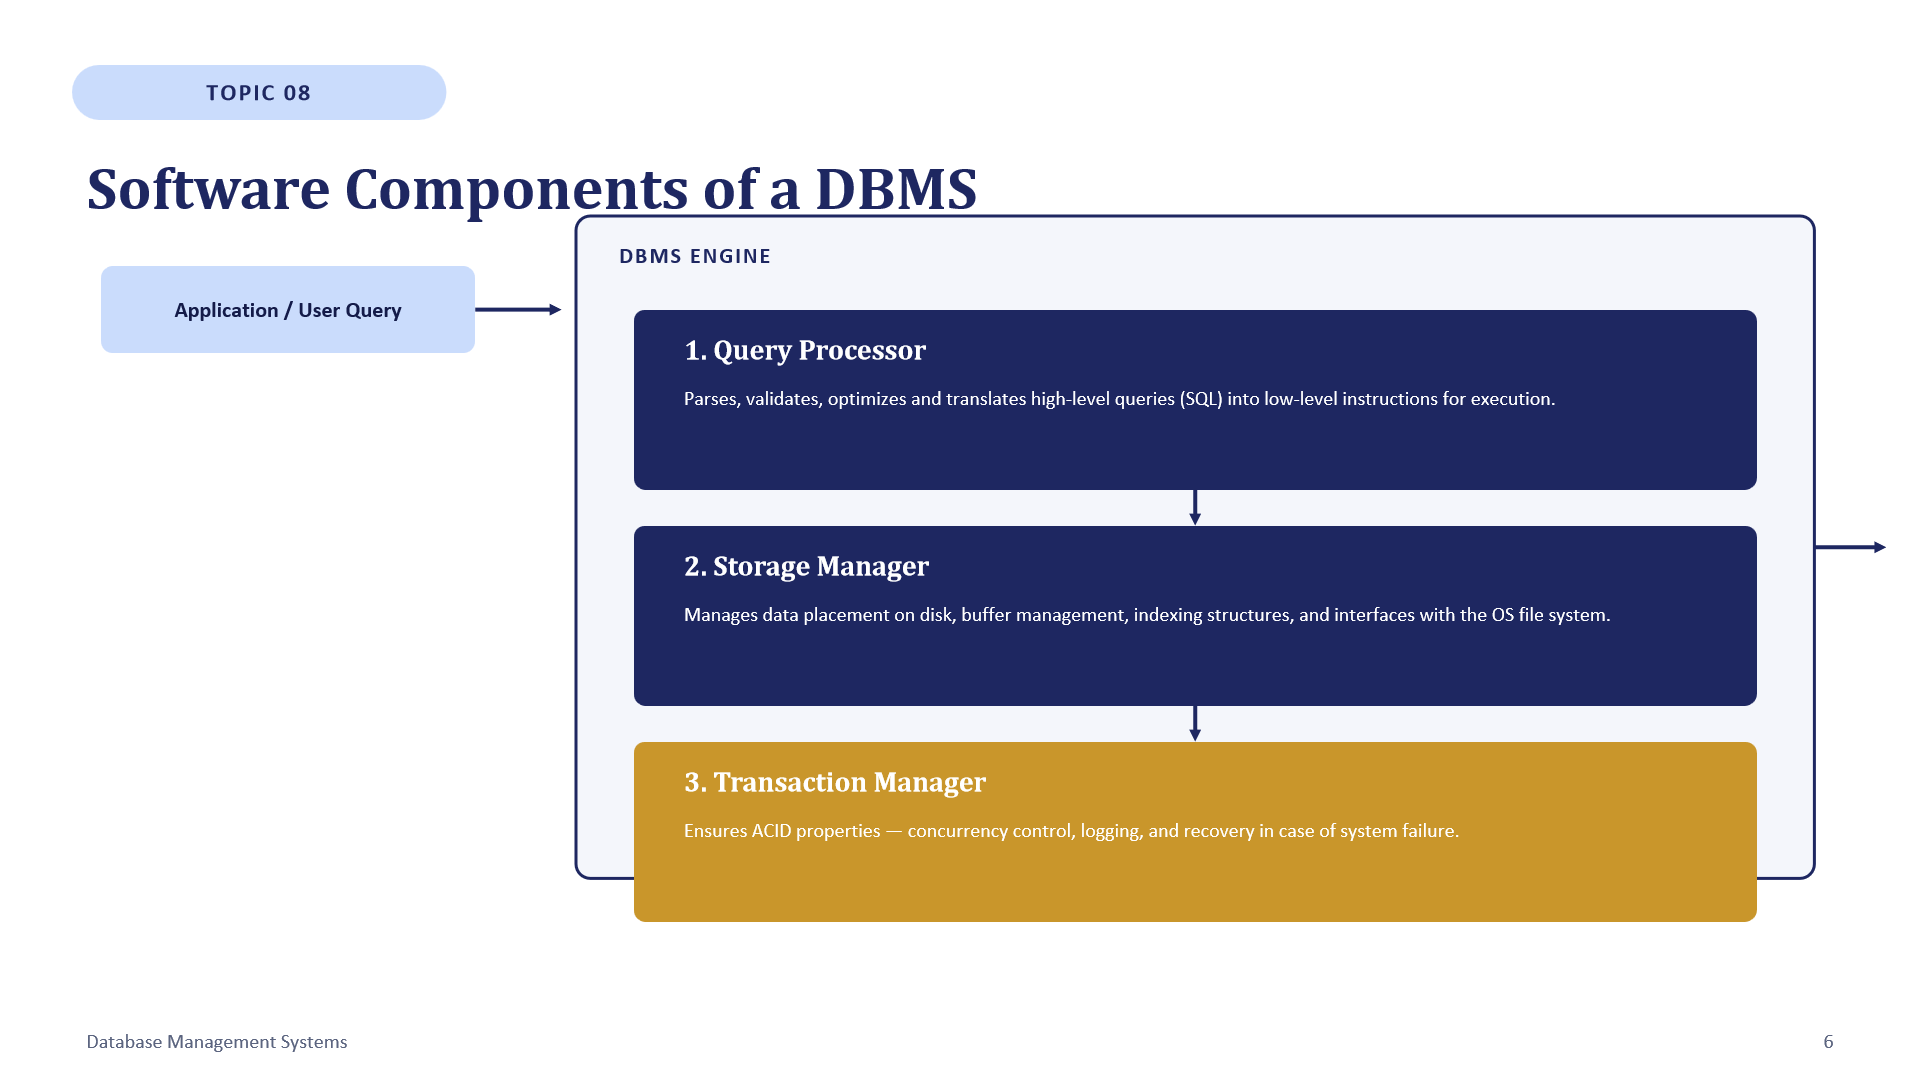 TOPIC 08
Software Components of a DBMS
Application / User Query
DBMS ENGINE
1. Query Processor
Parses, validates, optimizes and translates high-level queries (SQL) into low-level instructions for execution.
2. Storage Manager
Manages data placement on disk, buffer management, indexing structures, and interfaces with the OS file system.
3. Transaction Manager
Ensures ACID properties — concurrency control, logging, and recovery in case of system failure.
Database Management Systems
6